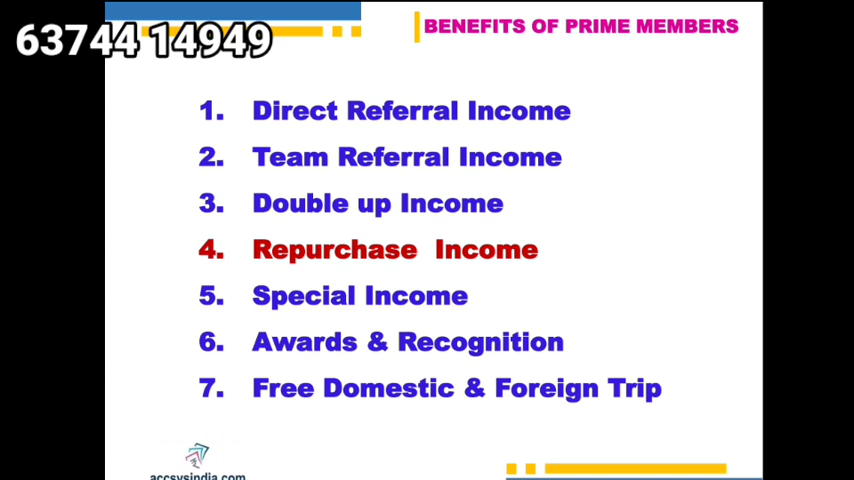 63744 14949
BENEFITS OF PRIME MEMBERS
1. Direct Referral Income
2. Team Referral Income
3. Double up Income
4. Repurchase Income
5. Special Income
6. Awards & Recognition
7. Free Domestic & Foreign Trip
accsysindia.com